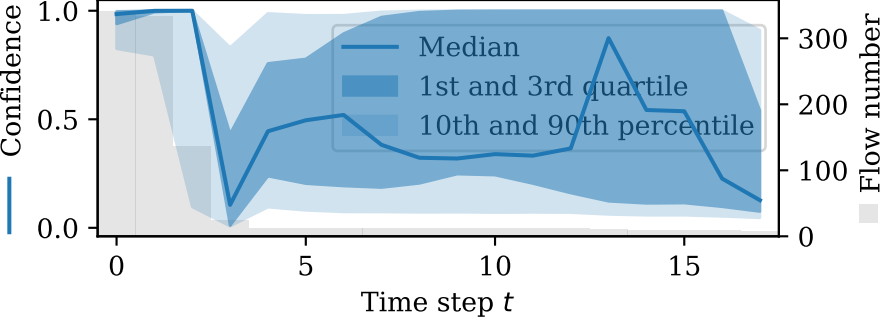 Confidence
1.0
0.5
0.0
Median
1st and 3rd quartile
10th and 90th percentile
300
200
100
0
Flow number
0
5
10
15
Time step t